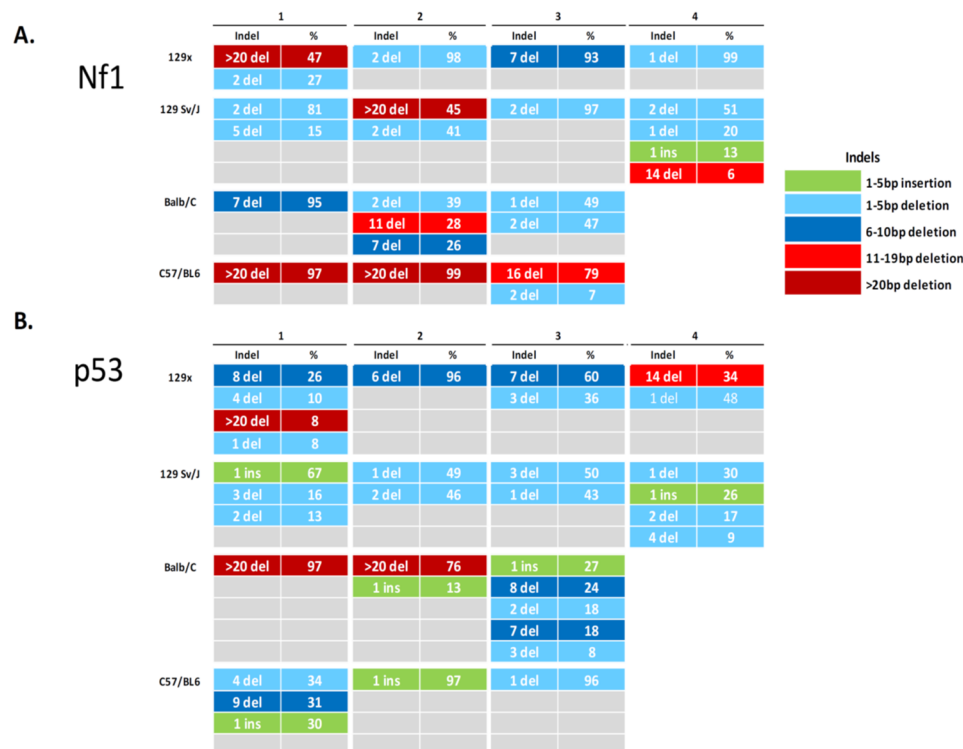 A.
Nf1
1 2 3 4
Indel % Indel % Indel % Indel %
129x >20 del 47 2 del 98 7 del 93 1 del 99
2 del 27
129 Sv/J 2 del 81 >20 del 45 2 del 97 2 del 51
5 del 15 2 del 41 1 del 20
1 ins 13
14 del 6
Balb/C 7 del 95 2 del 39 1 del 49
11 del 28 2 del 47
7 del 26
C57/BL6 >20 del 97 >20 del 99 16 del 79
2 del 7
Indels
1-5bp insertion
1-5bp deletion
6-10bp deletion
11-19bp deletion
>20bp deletion
B.
p53
1 2 3 4
Indel % Indel % Indel % Indel %
129x 8 del 26 6 del 96 7 del 60 14 del 34
4 del 10 3 del 36 1 del 48
>20 del 8
1 del 8
129 Sv/J 1 ins 67 1 del 49 3 del 50 1 del 30
3 del 16 2 del 46 1 del 43 1 ins 26
2 del 13 2 del 17
4 del 9
Balb/C >20 del 97 >20 del 76 1 ins 27
1 ins 13 8 del 24
2 del 18
7 del 18
3 del 8
C57/BL6 4 del 34 1 ins 97 1 del 96
9 del 31
1 ins 30